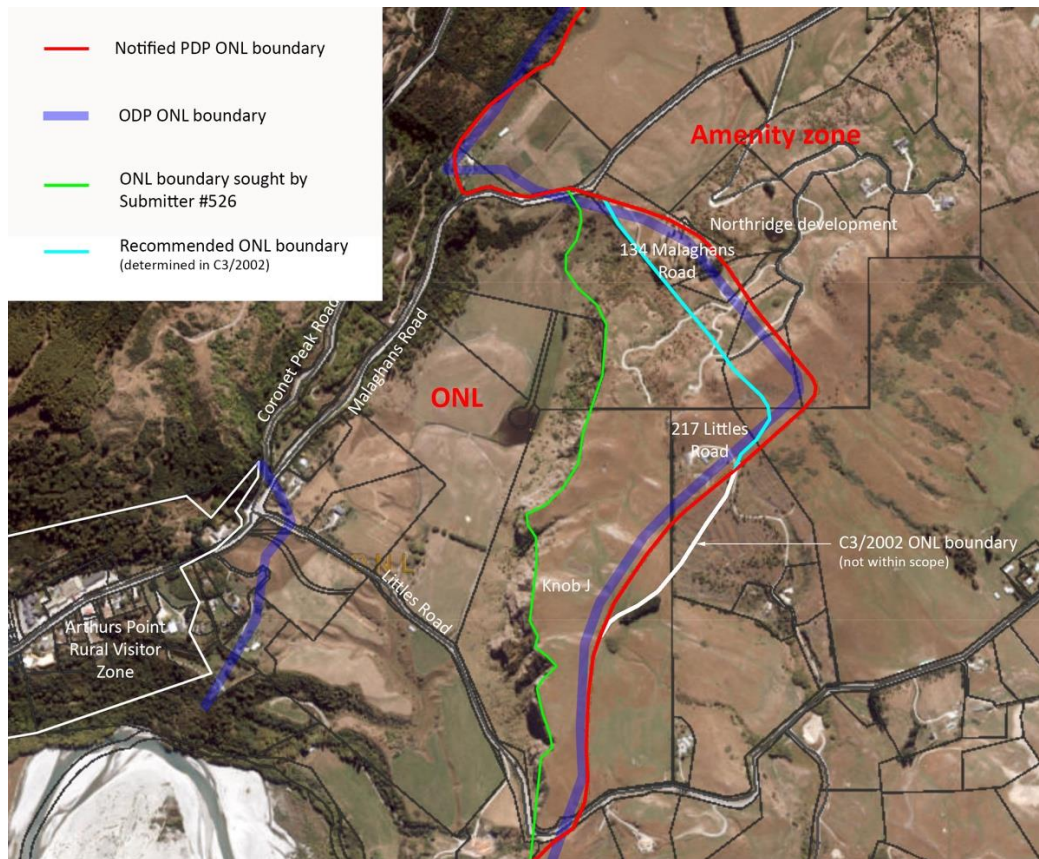 Notified PDP ONL boundary
ODP ONL boundary
ONL boundary sought by
Submitter #526
Recommended ONL boundary
(determined in C3/2002)
Amenity zone
Northridge development
134 Malaghans
Road
Coronet Peak Road
Malaghans Road
ONL
217 Littles
Road
C3/2002 ONL boundary
(not within scope)
Knob J
Littles Road
Arthurs Point
Rural Visitor
Zone